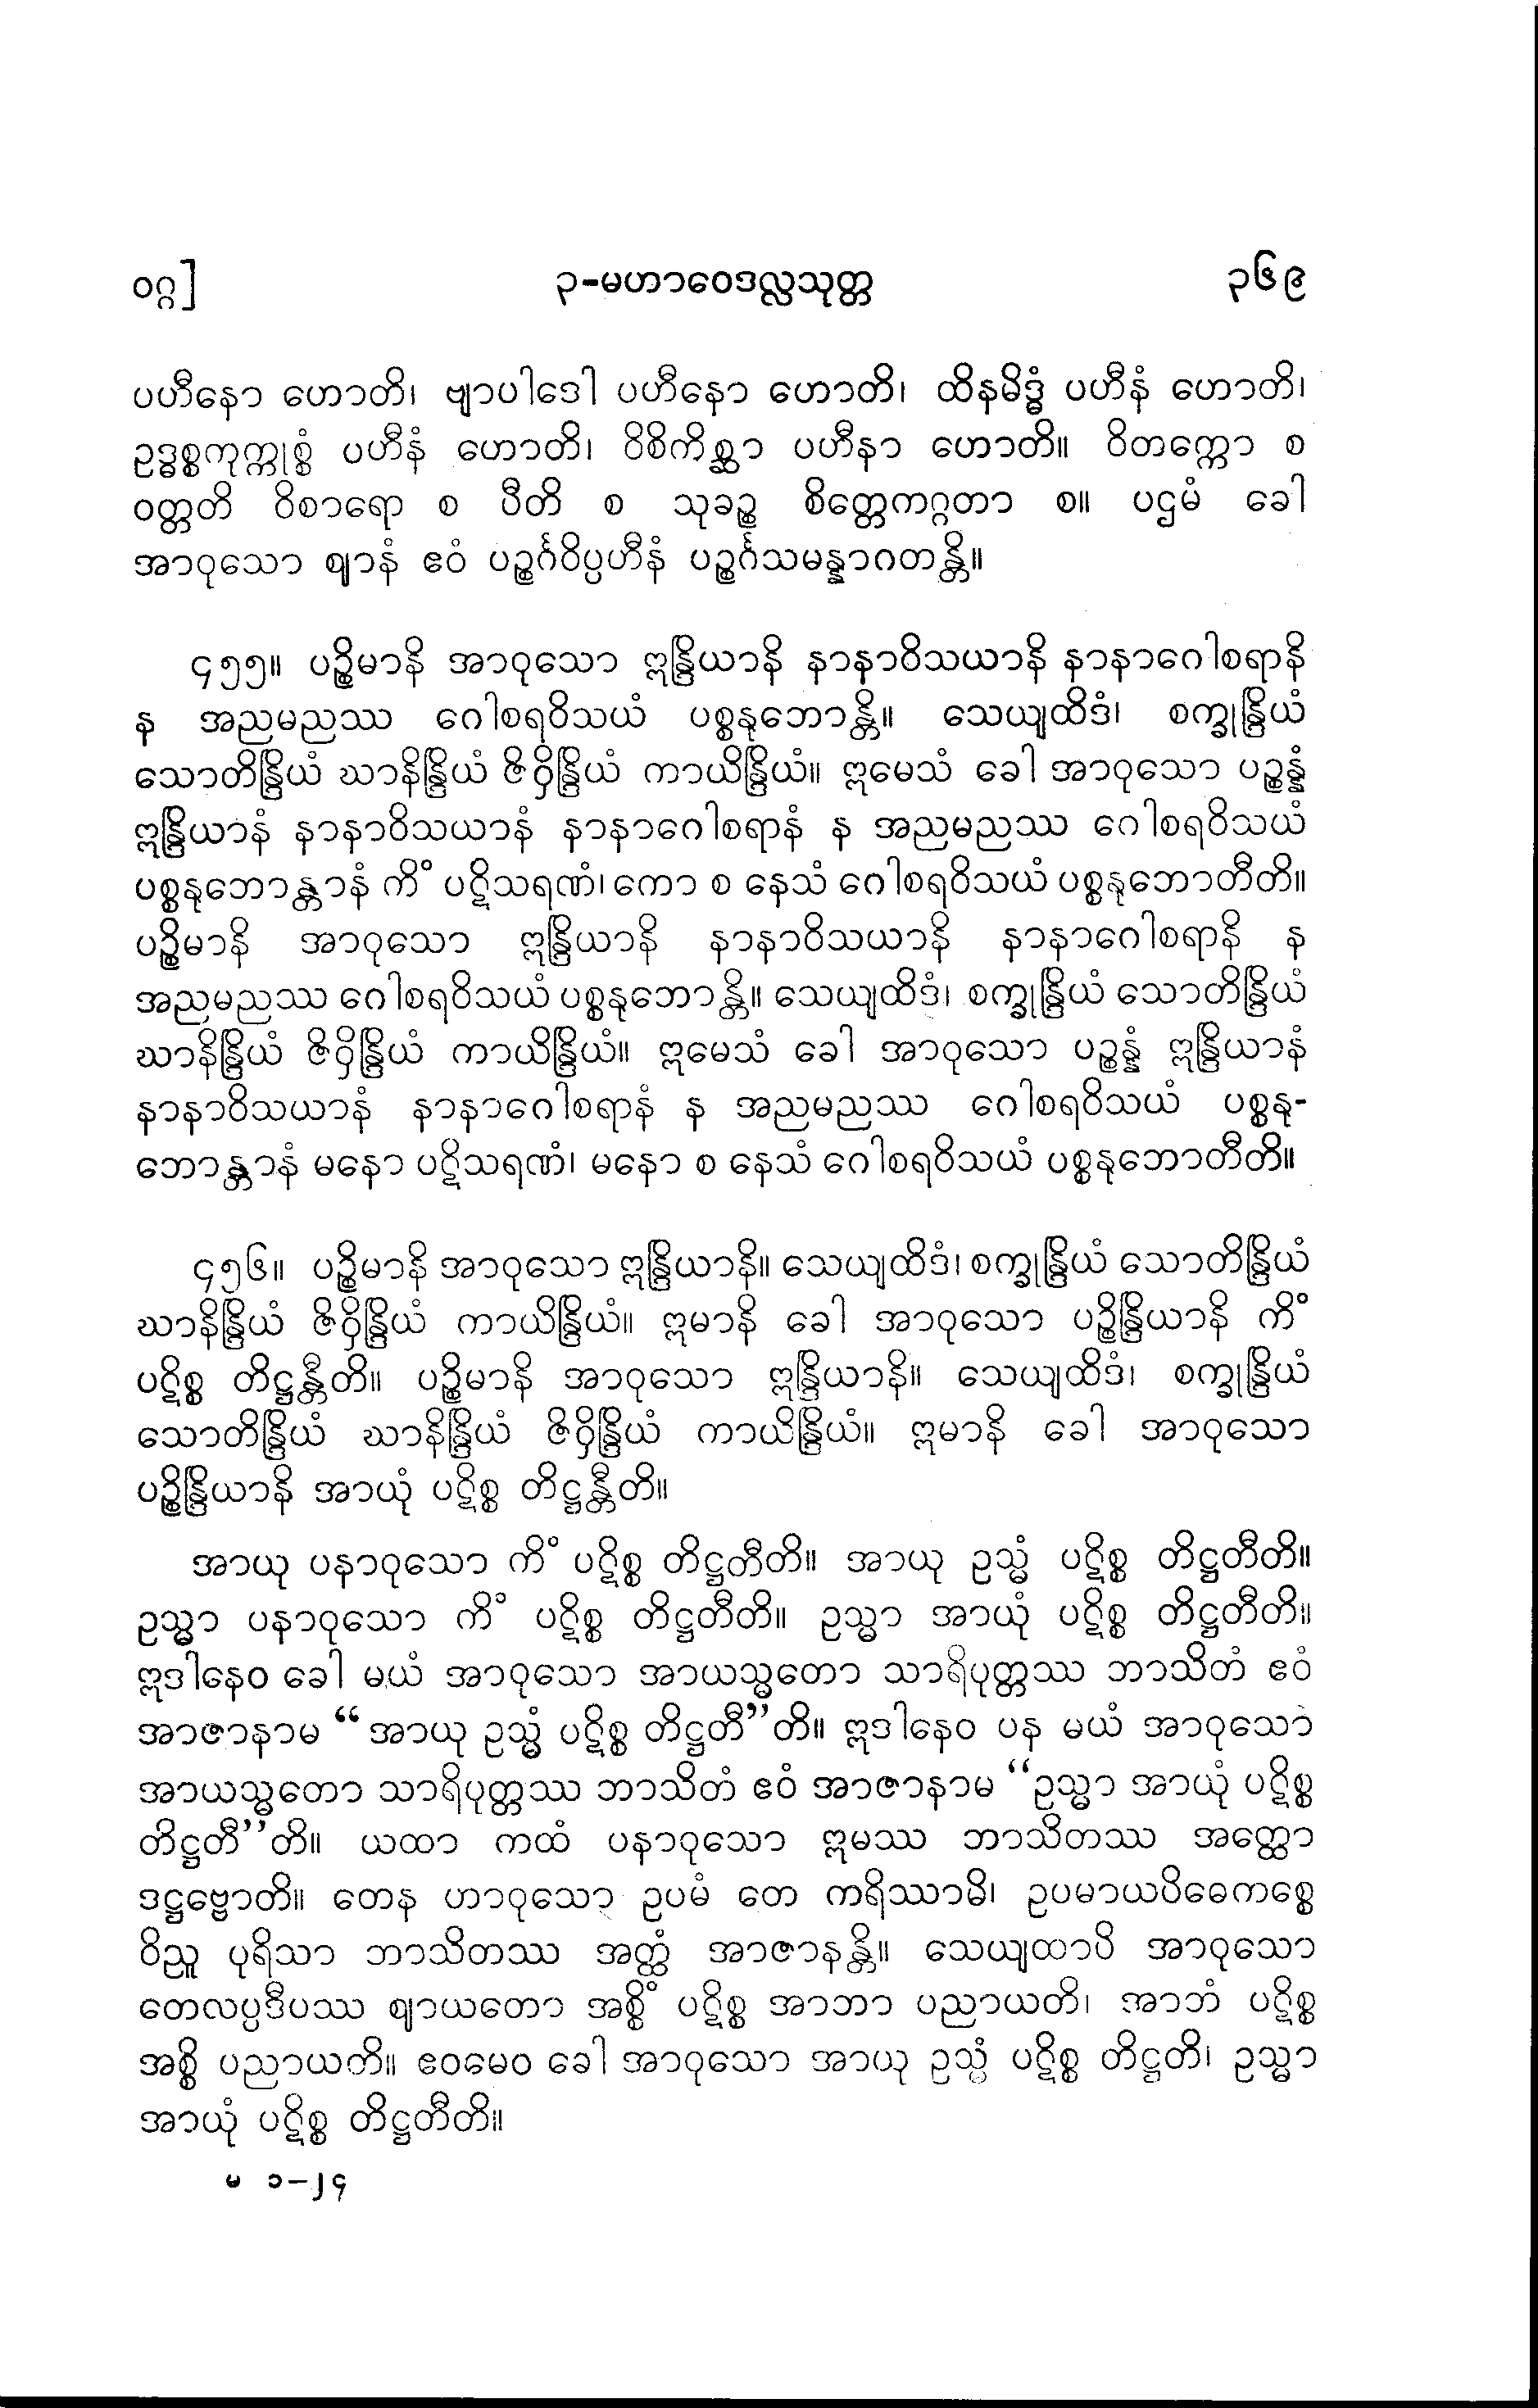 ဝဂ္ဂ] ၃-မဟာဝေဒလ္လသုတ္တ ၃၆၉
ပဟီနော ဟောတိ၊ ဗျာပါဒေါ ပဟီနော ဟောတိ၊ ထိနမိဒ္ဓံ ပဟီနံ ဟောတိ၊
ဥဒ္ဓစ္စကုက္ကုစ္စံ ပဟီနံ ဟောတိ၊ ဝိစိကိစ္ဆာ ပဟီနာ ဟောတိ။ ဝိတက္ကော စ
ဝတ္တတိ ဝိစာရော စ ပီတိ စ သုခဉ္စ စိတ္တေကဂ္ဂတာ စ။ ပဌမံ ခေါ
အာဝုသော ဈာနံ ဧဝံ ပဉ္စင်္ဂဝိပ္ပဟီနံ ပဉ္စင်္ဂသမန္နာဂတန္တိ။
၄၅၅။ ပဉ္စိမာနိ အာဝုသော ဣန္ဒြိယာနိ နာနာဝိသယာနိ နာနာဂေါစရာနိ
န အညမညဿ ဂေါစရဝိသယံ ပစ္စနုဘောန္တိ။ သေယျထိဒံ၊ စက္ခုန္ဒြိယံ
သောတိန္ဒြိယံ ဃာနိန္ဒြိယံ ဇိဝှိန္ဒြိယံ ကာယိန္ဒြိယံ။ ဣမေသံ ခေါ အာဝုသော ပဉ္စန္နံ
ဣန္ဒြိယာနံ နာနာဝိသယာနံ နာနာဂေါစရာနံ န အညမညဿ ဂေါစရဝိသယံ
ပစ္စနုဘောန္တာနံ ကိံ ပဋိသရဏံ၊ ကော စ နေသံ ဂေါစရဝိသယံ ပစ္စနုဘောတီတိ။
ပဉ္စိမာနိ အာဝုသော ဣန္ဒြိယာနိ နာနာဝိသယာနိ နာနာဂေါစရာနိ န
အညမညဿ ဂေါစရဝိသယံ ပစ္စနုဘောန္တိ။ သေယျထိဒံ၊ စက္ခုန္ဒြိယံ သောတိန္ဒြိယံ
ဃာနိန္ဒြိယံ ဇိဝှိန္ဒြိယံ ကာယိန္ဒြိယံ။ ဣမေသံ ခေါ အာဝုသော ပဉ္စန္နံ ဣန္ဒြိယာနံ
နာနာဝိသယာနံ နာနာဂေါစရာနံ န အညမညဿ ဂေါစရဝိသယံ ပစ္စနု-
ဘောန္တာနံ မနော ပဋိသရဏံ၊ မနော စ နေသံ ဂေါစရဝိသယံ ပစ္စနုဘောတီတိ။
၄၅၆။ ပဉ္စိမာနိ အာဝုသော ဣန္ဒြိယာနိ။ သေယျထိဒံ၊ စက္ခုန္ဒြိယံ သောတိန္ဒြိယံ
ဃာနိန္ဒြိယံ ဇိဝှိန္ဒြိယံ ကာယိန္ဒြိယံ။ ဣမာနိ ခေါ အာဝုသော ပဉ္စိန္ဒြိယာနိ ကိံ
ပဋိစ္စ တိဋ္ဌန္တီတိ။ ပဉ္စိမာနိ အာဝုသော ဣန္ဒြိယာနိ။ သေယျထိဒံ၊ စက္ခုန္ဒြိယံ
သောတိန္ဒြိယံ ဃာနိန္ဒြိယံ ဇိဝှိန္ဒြိယံ ကာယိန္ဒြိယံ။ ဣမာနိ ခေါ အာဝုသော
ပဉ္စိန္ဒြိယာနိ အာယုံ ပဋိစ္စ တိဋ္ဌန္တီတိ။
အာယု ပနာဝုသော ကိံ ပဋိစ္စ တိဋ္ဌတီတိ။ အာယု ဥသ္မံ ပဋိစ္စ တိဋ္ဌတီတိ။
ဥသ္မာ ပနာဝုသော ကိံ ပဋိစ္စ တိဋ္ဌတီတိ။ ဥသ္မာ အာယုံ ပဋိစ္စ တိဋ္ဌတီတိ။
ဣဒါနေဝ ခေါ မယံ အာဝုသော အာယသ္မတော သာရိပုတ္တဿ ဘာသိတံ ဧဝံ
အာဇာနာမ “အာယု ဥသ္မံ ပဋိစ္စ တိဋ္ဌတီ”တိ။ ဣဒါနေဝ ပန မယံ အာဝုသော
အာယသ္မတော သာရိပုတ္တဿ ဘာသိတံ ဧဝံ အာဇာနာမ “ဥသ္မာ အာယုံ ပဋိစ္စ
တိဋ္ဌတီ”တိ။ ယထာ ကထံ ပနာဝုသော ဣမဿ ဘာသိတဿ အတ္ထော
ဒဋ္ဌဗ္ဗောတိ။ တေန ဟာဝုသော ဥပမံ တေ ကရိဿာမိ၊ ဥပမာယပိဓေကစ္စေ
ဝိညူ ပုရိသာ ဘာသိတဿ အတ္ထံ အာဇာနန္တိ။ သေယျထာပိ အာဝုသော
တေလပ္ပဒီပဿ ဈာယတော အစ္စိံ ပဋိစ္စ အာဘာ ပညာယတိ၊ အာဘံ ပဋိစ္စ
အစ္စိ ပညာယတိ။ ဧဝမေဝ ခေါ အာဝုသော အာယု ဥသ္မံ ပဋိစ္စ တိဋ္ဌတိ၊ ဥသ္မာ
အာယုံ ပဋိစ္စ တိဋ္ဌတီတိ။
မ ၁-၂၄